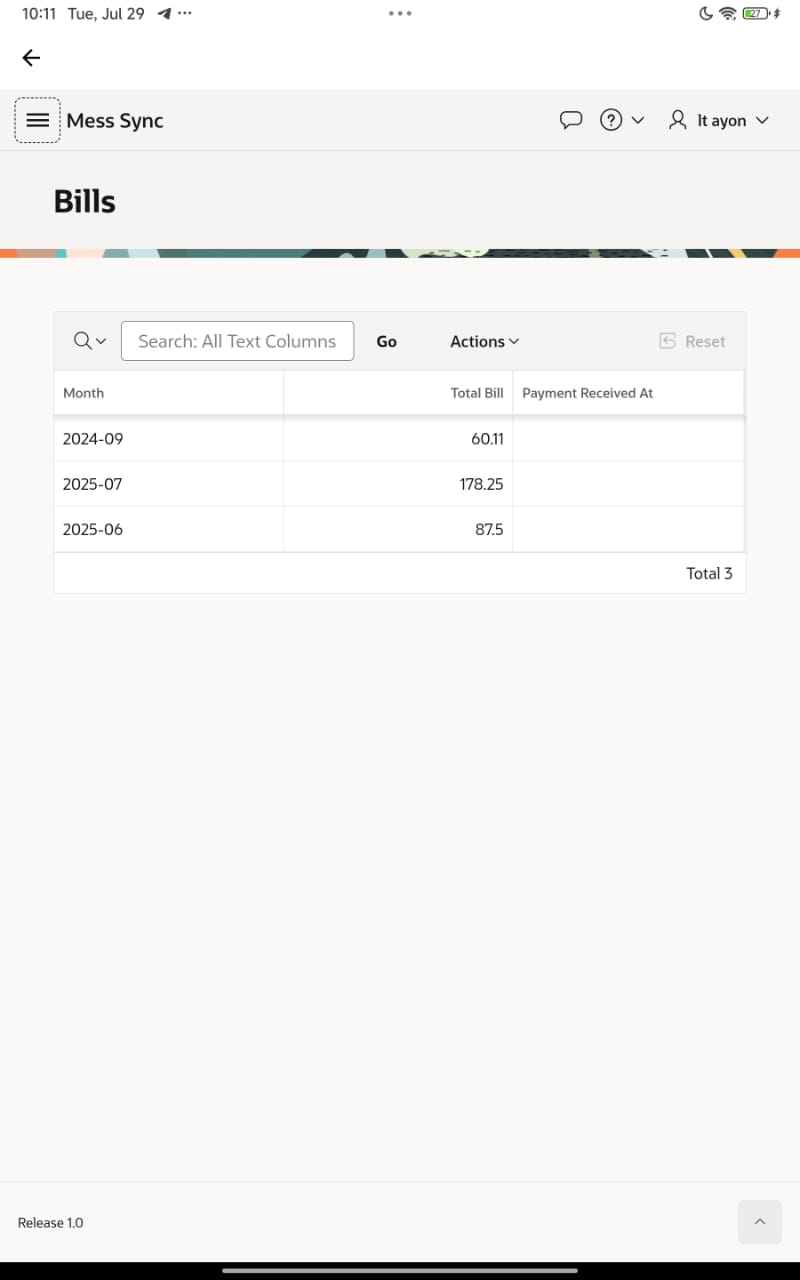 10:11 Tue, Jul 29 27
Mess Sync lt ayon
Bills
Search: All Text Columns Go Actions Reset
Month Total Bill Payment Received At
2024-09 60.11
2025-07 178.25
2025-06 87.5
Total 3
Release 1.0